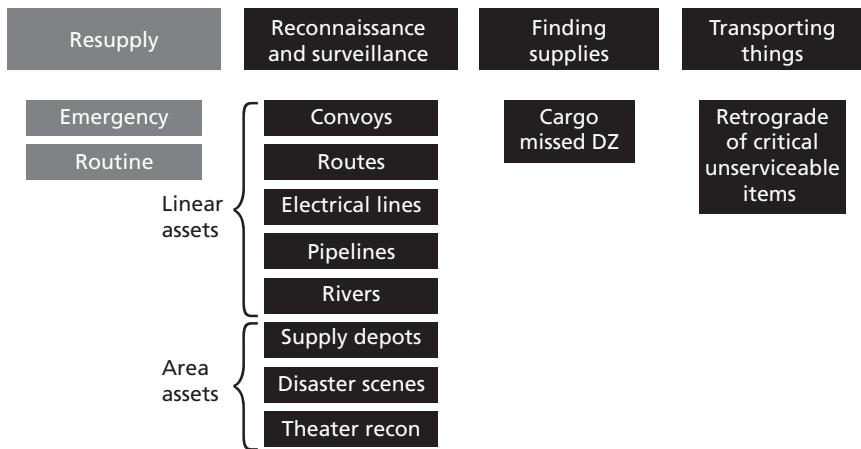 Resupply
Reconnaissance
and surveillance
Finding
supplies
Transporting
things
Emergency
Routine
Linear
assets
Convoys
Routes
Electrical lines
Pipelines
Rivers
Area
assets
Supply depots
Disaster scenes
Theater recon
Cargo
missed DZ
Retrograde
of critical
unserviceable
items